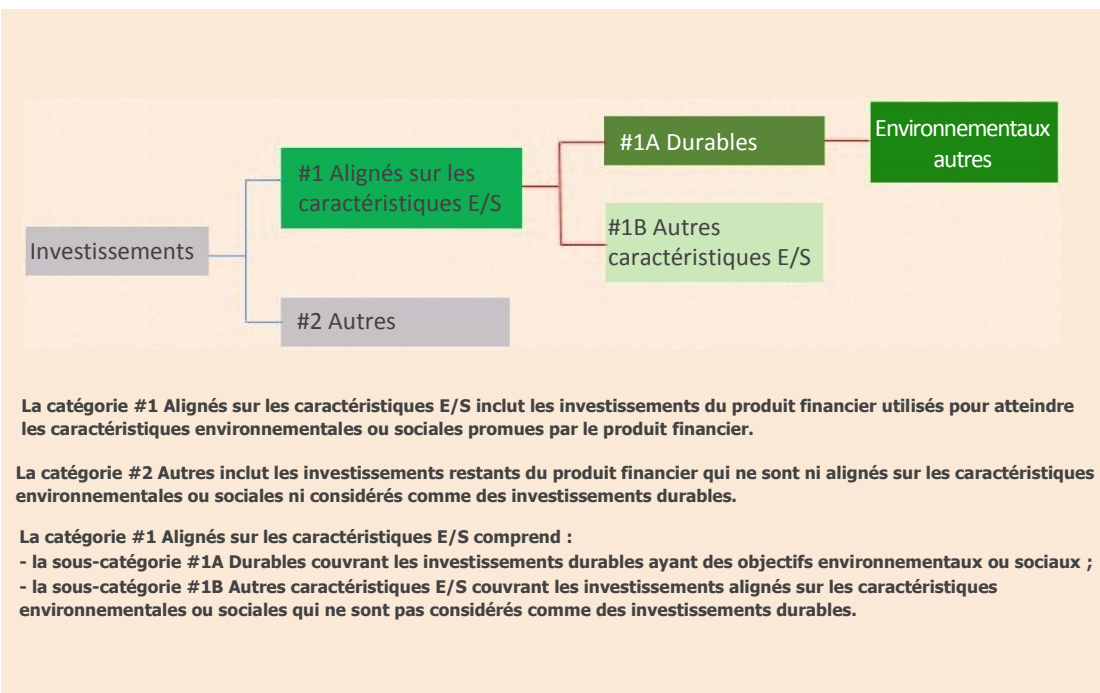 Environnementaux
autres
#1A Durables
#1 Alignés sur les
caractéristiques E/S
#1B Autres
caractéristiques E/S
Investissements
#2 Autres
La catégorie #1 Alignés sur les caractéristiques E/S inclut les investissements du produit financier utilisés pour atteindre
les caractéristiques environnementales ou sociales promues par le produit financier.
La catégorie #2 Autres inclut les investissements restants du produit financier qui ne sont ni alignés sur les caractéristiques
environnementales ou sociales ni considérés comme des investissements durables.
La catégorie #1 Alignés sur les caractéristiques E/S comprend :
- la sous-catégorie #1A Durables couvrant les investissements durables ayant des objectifs environnementaux ou sociaux ;
- la sous-catégorie #1B Autres caractéristiques E/S couvrant les investissements alignés sur les caractéristiques
environnementales ou sociales qui ne sont pas considérés comme des investissements durables.